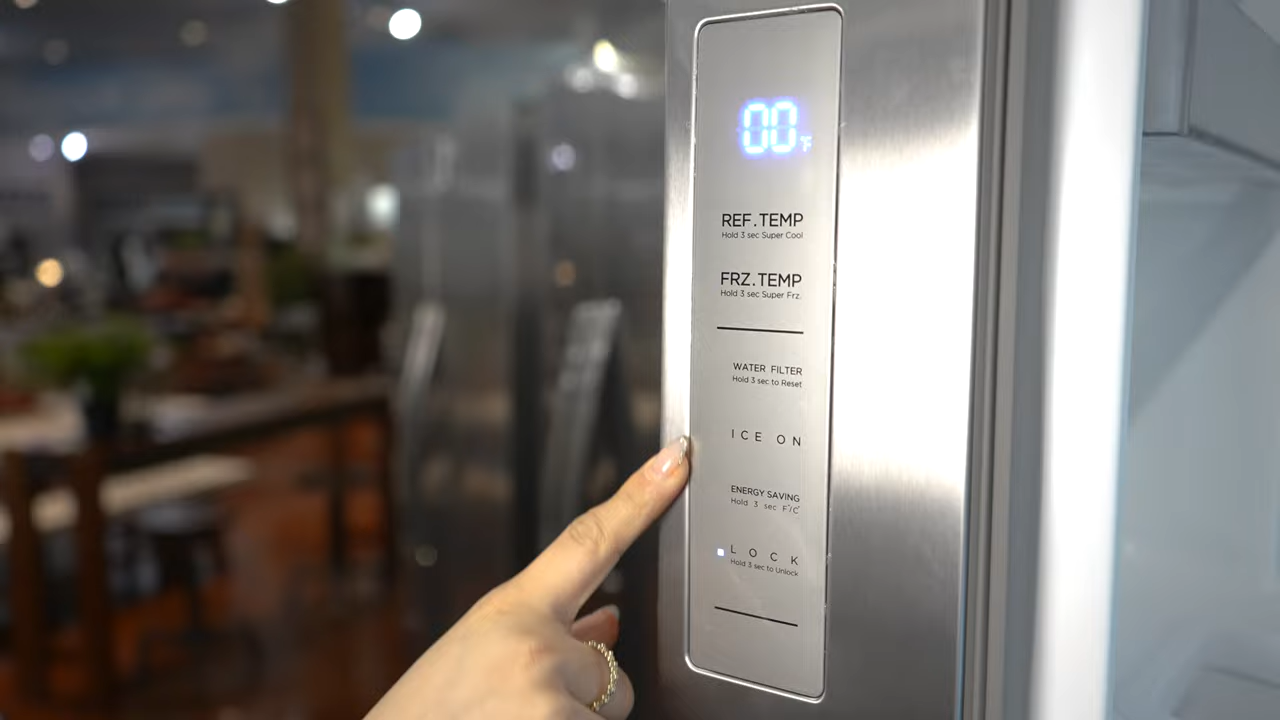 00 °F
REF.TEMP
Hold 3 sec Super Cool
FRZ.TEMP
Hold 3 sec Super Frz.
WATER FILTER
Hold 3 sec to Reset
ICE ON
ENERGY SAVING
Hold 3 sec F°/C°
LOCK
Hold 3 sec to Unlock